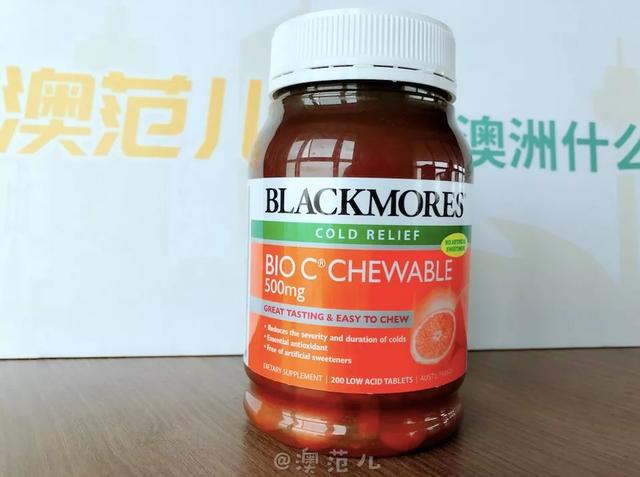 澳范儿
澳洲什么
BLACKMORES
COLD RELIEF
NO ARTIFICIAL
SWEETENERS
BIO C® CHEWABLE
500mg
GREAT TASTING & EASY TO CHEW
• Reduces the severity and duration of colds
• Essential antioxidant
• Free of artificial sweeteners
DIETARY SUPPLEMENT | 200 LOW ACID TABLETS | AUST L
@澳范儿